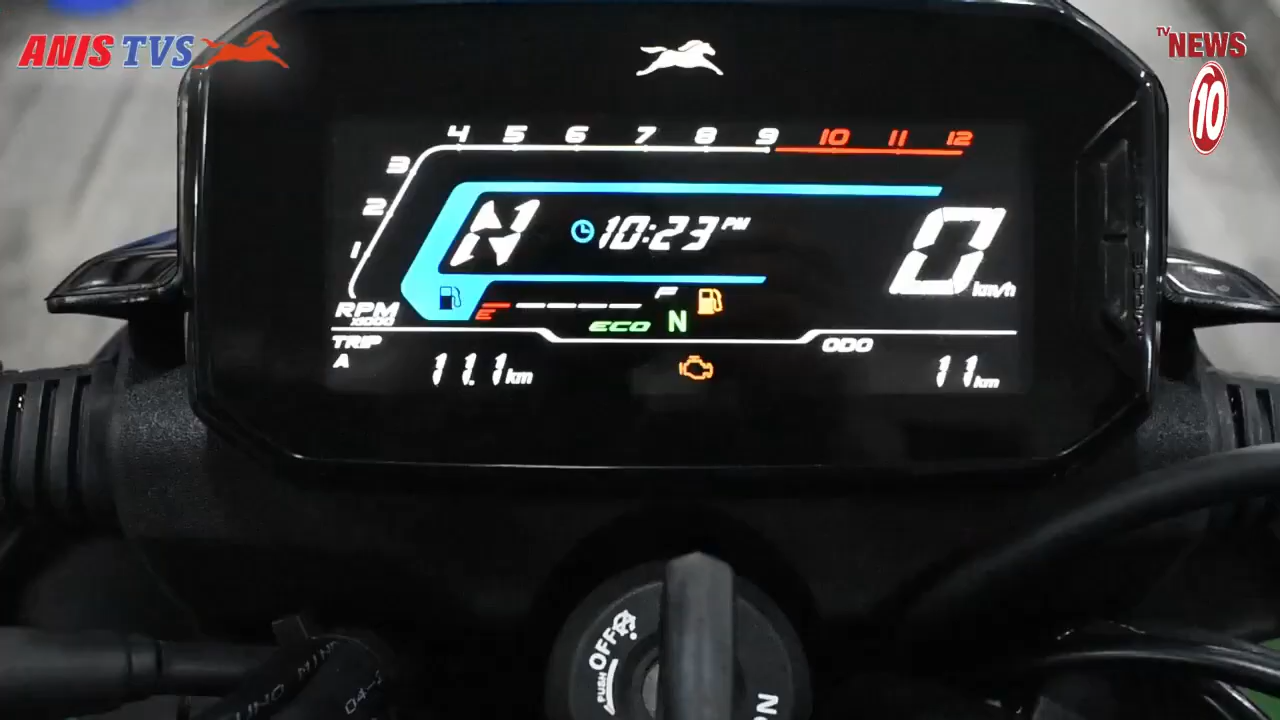 ANIS TVS
TV NEWS
10
4 5 6 7 8 9 10 11 12
3
2
1
N
10:23 PM
0 km/h
RPM
x1000
E
F
ECO N
TRIP
A
11.1 km
ODO
11 km
MODE
PUSH OFF